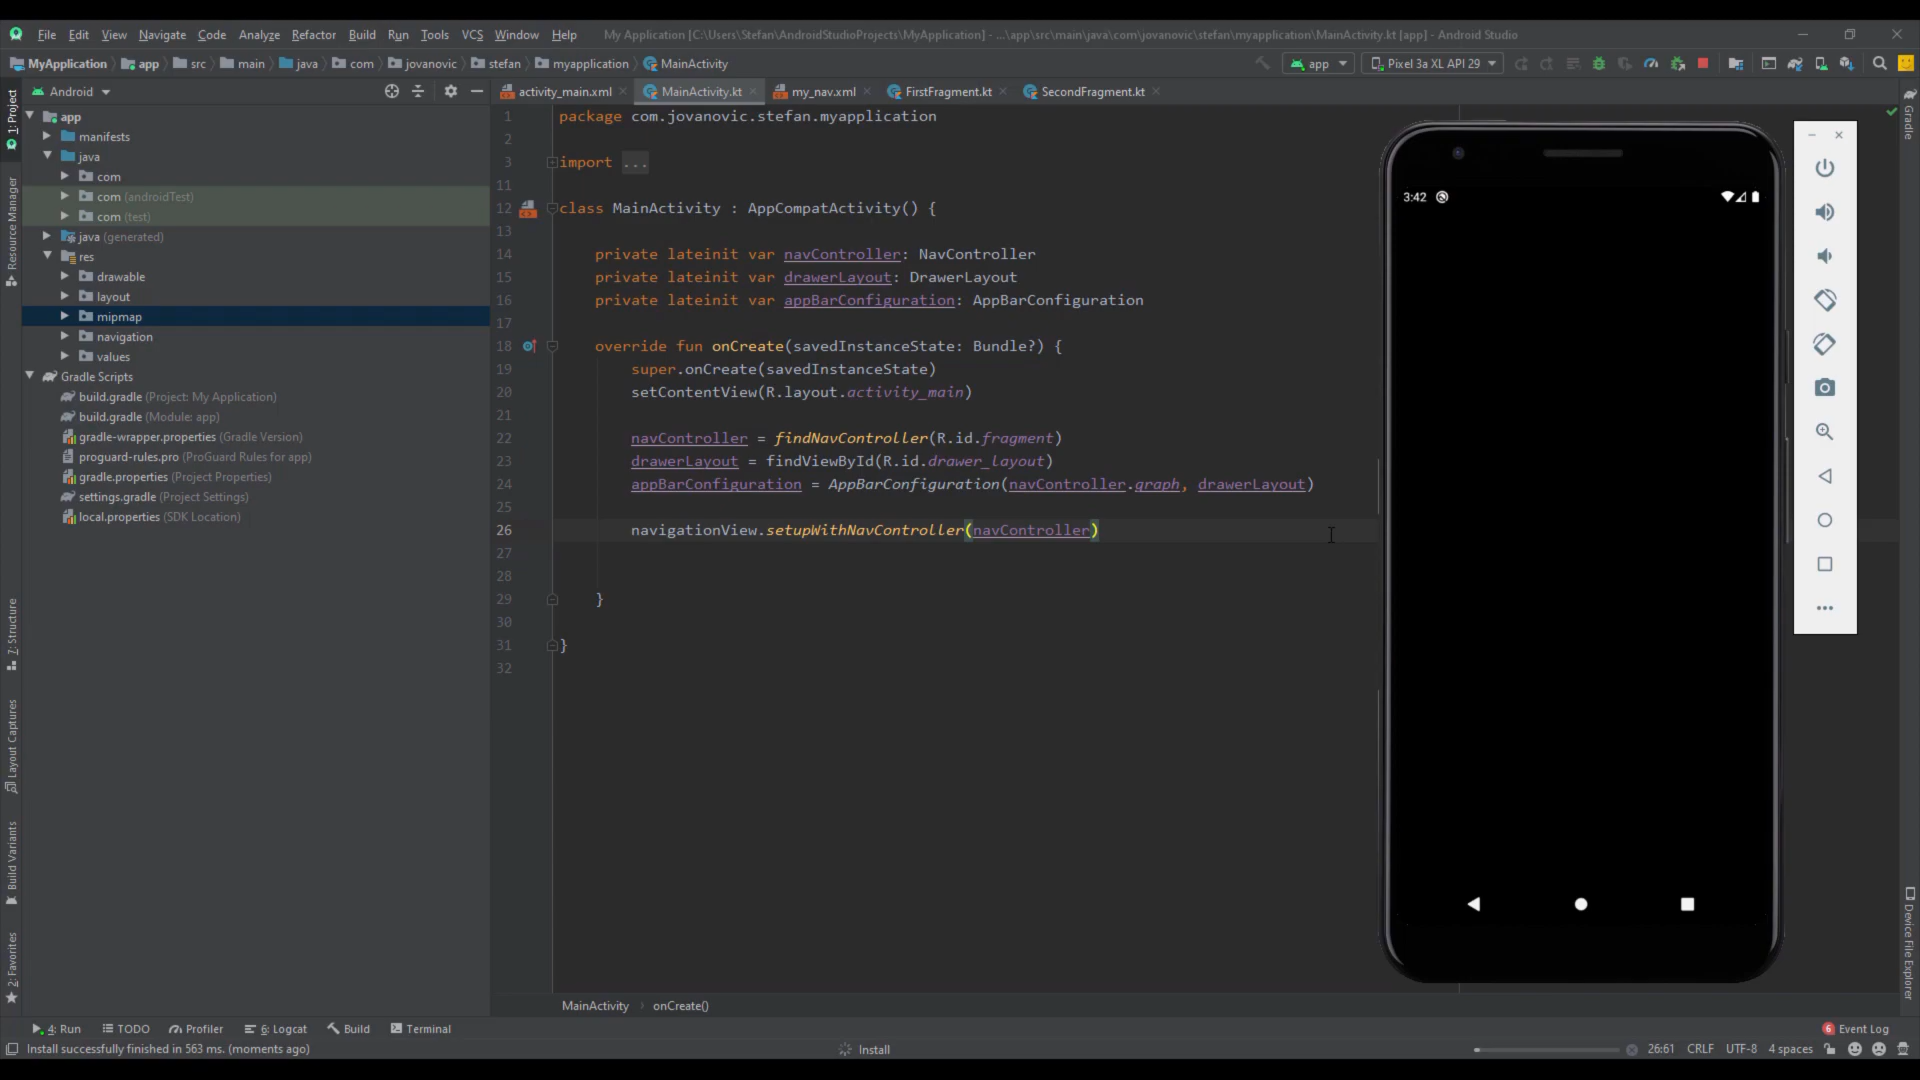 File Edit View Navigate Code Analyze Refactor Build Run Tools VCS Window Help My Application [C:\Users\Stefan\AndroidStudioProjects\MyApplication] - ...\app\src\main\java\com\jovanovic\stefan\myapplication\MainActivity.kt [app] - Android Studio
MyApplication app src main java com jovanovic stefan myapplication MainActivity app Pixel 3a XL API 29
Android activity_main.xml MainActivity.kt my_nav.xml FirstFragment.kt SecondFragment.kt
1: Project
Resource Manager
7: Structure
Layout Captures
Build Variants
2: Favorites
app
manifests
java
com
com (androidTest)
com (test)
java (generated)
res
drawable
layout
mipmap
navigation
values
Gradle Scripts
build.gradle (Project: My Application)
build.gradle (Module: app)
gradle-wrapper.properties (Gradle Version)
proguard-rules.pro (ProGuard Rules for app)
gradle.properties (Project Properties)
settings.gradle (Project Settings)
local.properties (SDK Location)
1 package com.jovanovic.stefan.myapplication
2
3 import ...
11
12 class MainActivity : AppCompatActivity() {
13
14 private lateinit var navController: NavController
15 private lateinit var drawerLayout: DrawerLayout
16 private lateinit var appBarConfiguration: AppBarConfiguration
17
18 override fun onCreate(savedInstanceState: Bundle?) {
19 super.onCreate(savedInstanceState)
20 setContentView(R.layout.activity_main)
21
22 navController = findNavController(R.id.fragment)
23 drawerLayout = findViewById(R.id.drawer_layout)
24 appBarConfiguration = AppBarConfiguration(navController.graph, drawerLayout)
25
26 navigationView.setupWithNavController(navController)
27
28
29 }
30
31 }
32
3:42
Gradle
Device File Explorer
MainActivity › onCreate()
4: Run TODO Profiler 6: Logcat Build Terminal 6 Event Log
Install successfully finished in 563 ms. (moments ago) Install 26:61 CRLF UTF-8 4 spaces